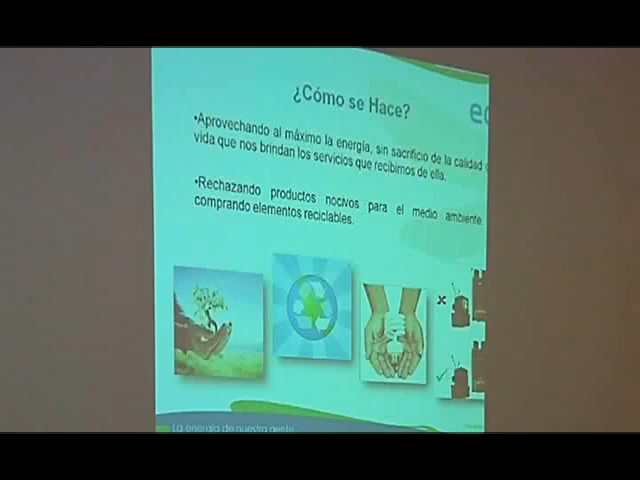 ¿Cómo se Hace?
•Aprovechando al máximo la energía, sin sacrificio de la calidad
vida que nos brindan los servicios que recibimos de ella.
•Rechazando productos nocivos para el medio ambiente
comprando elementos reciclables.
La energía de nuestra gente